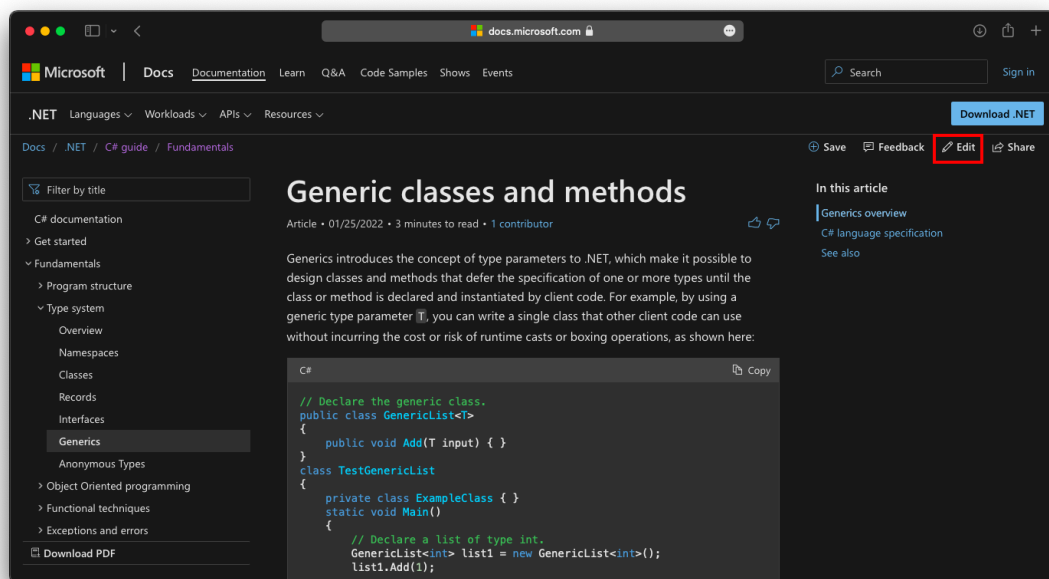 docs.microsoft.com
Microsoft
Docs Documentation Learn Q&A Code Samples Shows Events
Search
Sign in
.NET Languages Workloads APIs Resources
Download .NET
Docs / .NET / C# guide / Fundamentals
Save Feedback Edit Share
Filter by title
C# documentation
Get started
Fundamentals
Program structure
Type system
Overview
Namespaces
Classes
Records
Interfaces
Generics
Anonymous Types
Object Oriented programming
Functional techniques
Exceptions and errors
Download PDF
Generic classes and methods
Article • 01/25/2022 • 3 minutes to read • 1 contributor
Generics introduces the concept of type parameters to .NET, which make it possible to
design classes and methods that defer the specification of one or more types until the
class or method is declared and instantiated by client code. For example, by using a
generic type parameter T, you can write a single class that other client code can use
without incurring the cost or risk of runtime casts or boxing operations, as shown here:
C#
Copy
// Declare the generic class.
public class GenericList<T>
{
    public void Add(T input) { }
}
class TestGenericList
{
    private class ExampleClass { }
    static void Main()
    {
        // Declare a list of type int.
        GenericList<int> list1 = new GenericList<int>();
        list1.Add(1);
In this article
Generics overview
C# language specification
See also